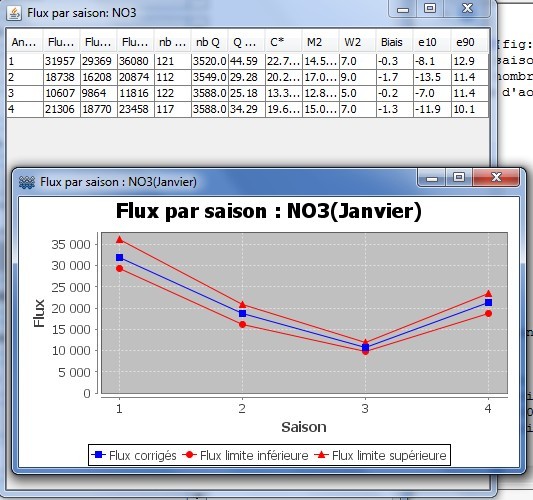 Flux par saison: NO3
An... Flu... Flu... Flu... nb ... nb Q Q ... C* M2 W2 Biais e10 e90
1 31957 29369 36080 121 3520.0 44.59 22.7... 14.5... 7.0 -0.3 -8.1 12.9
2 18738 16208 20874 112 3549.0 29.28 20.2... 17.0... 9.0 -1.7 -13.5 11.4
3 10607 9864 11816 122 3588.0 25.18 13.3... 12.8... 5.0 -0.2 -7.0 11.4
4 21306 18770 23458 117 3588.0 34.29 19.6... 15.0... 7.0 -1.3 -11.9 10.1
[fig:
saiso
nombr
d'ao
Flux par saison : NO3(Janvier)
Flux par saison : NO3(Janvier)
35 000
30 000
25 000
20 000
15 000
10 000
5 000
0
Flux
1 2 3 4
Saison
Flux corrigés Flux limite inférieure Flux limite supérieure